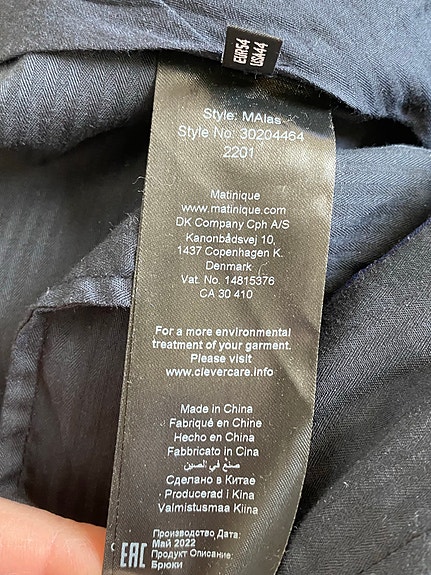 EUR54
USA44
Style: MAlas
Style No: 30204464
2201
Matinique
www.matinique.com
DK Company Cph A/S
Kanonbådsvej 10,
1437 Copenhagen K.
Denmark
Vat. No. 14815376
CA 30 410
For a more environmental
treatment of your garment.
Please visit
www.clevercare.info
Made in China
Fabriqué en Chine
Hecho en China
Fabbricato in Cina
صنع في الصين
Сделано в Китае
Producerad i Kina
Valmistusmaa Kiina
Производство Дата:
Май 2022
EAC Продукт Описание:
Брюки